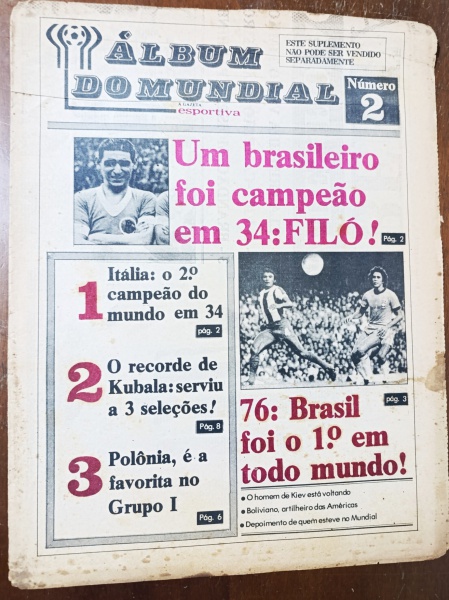 ÁLBUM
DO MUNDIAL
A GAZETA
esportiva
ESTE SUPLEMENTO
NÃO PODE SER VENDIDO
SEPARADAMENTE
Número
2
Um brasileiro
foi campeão
em 34: FILÓ!
Pág. 2
1
Itália: o 2º
campeão do
mundo em 34
pág. 2
2
O recorde de
Kubala: serviu
a 3 seleções!
Pág. 8
3
Polônia, é a
favorita no
Grupo I
Pág. 6
pág. 3
76: Brasil
foi o 1º em
todo mundo!
• O homem de Kiev está voltando
• Boliviano, artilheiro das Américas
• Depoimento de quem esteve no Mundial